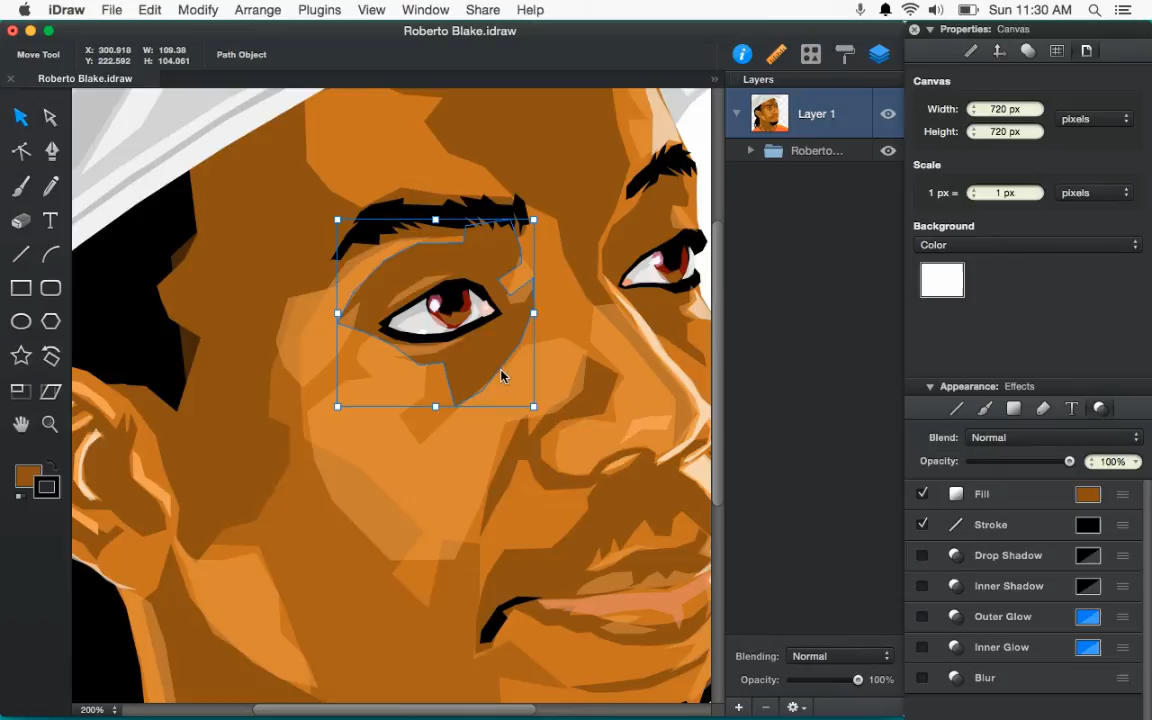 iDraw File Edit Modify Arrange Plugins View Window Share Help Sun 11:30 AM
Roberto Blake.idraw
Properties: Canvas
Move Tool X: 300.918 W: 109.38 Path Object
Y: 222.592 H: 104.061
Roberto Blake.idraw
Layers
Layer 1
Roberto...
Canvas
Width: 720 px pixels
Height: 720 px
Scale
1 px = 1 px pixels
Background
Color
Appearance: Effects
T
Blend: Normal
Opacity: 100%
Fill
Stroke
Drop Shadow
Inner Shadow
Outer Glow
Inner Glow
Blur
Blending: Normal
Opacity: 100%
200%